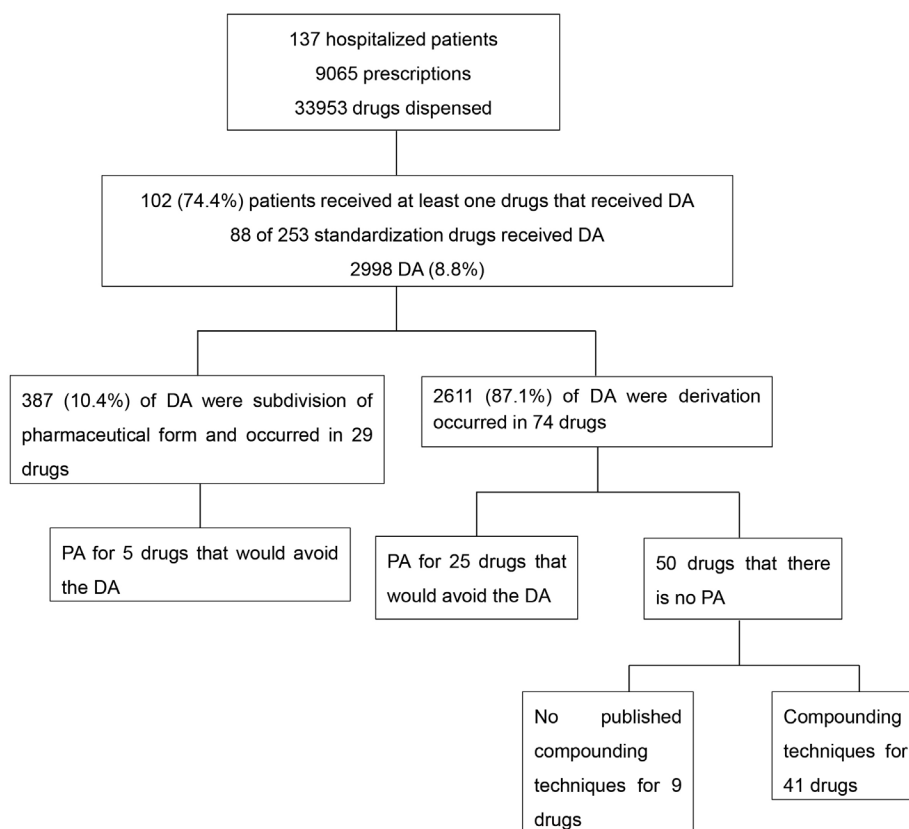 137 hospitalized patients
9065 prescriptions
33953 drugs dispensed
102 (74.4%) patients received at least one drugs that received DA
88 of 253 standardization drugs received DA
2998 DA (8.8%)
387 (10.4%) of DA were subdivision of
pharmaceutical form and occurred in 29
drugs
2611 (87.1%) of DA were derivation
occurred in 74 drugs
PA for 5 drugs that would avoid
the DA
PA for 25 drugs that
would avoid the DA
50 drugs that there
is no PA
No published
compounding
techniques for 9
drugs
Compounding
techniques for
41 drugs